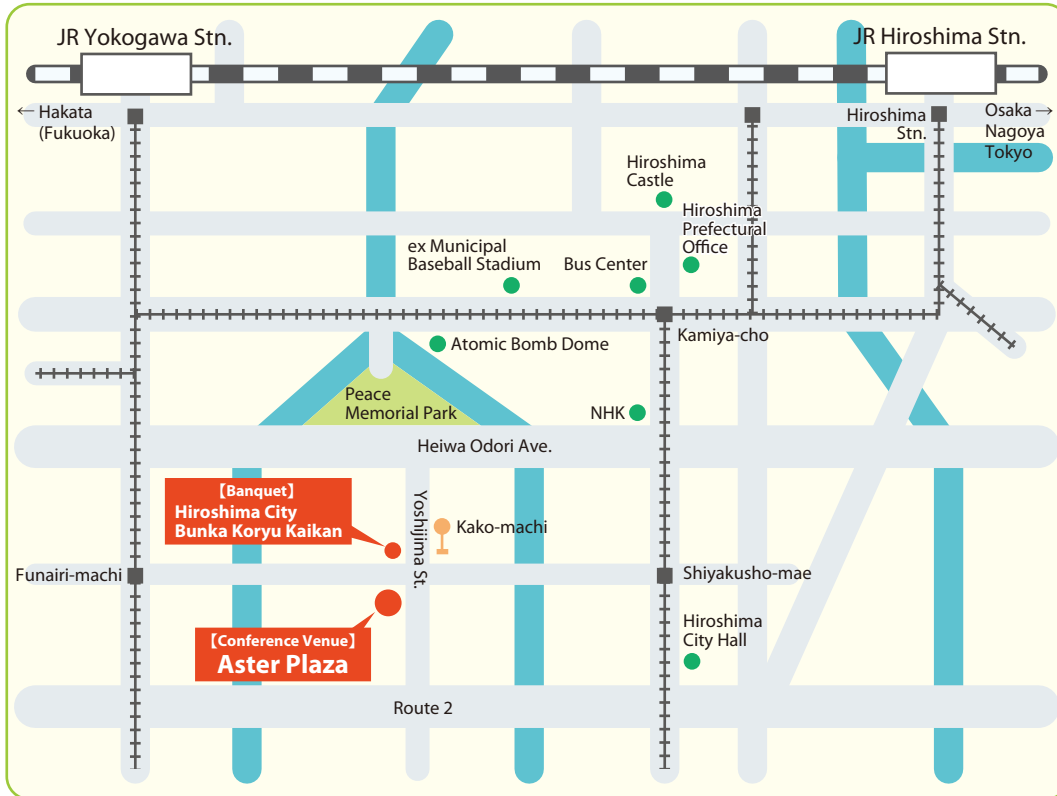 JR Yokogawa Stn.
JR Hiroshima Stn.
← Hakata
(Fukuoka)
Hiroshima
Stn.
Osaka →
Nagoya
Tokyo
Hiroshima
Castle
Hiroshima
Prefectural
Office
ex Municipal
Baseball Stadium
Bus Center
Kamiya-cho
Atomic Bomb Dome
Peace
Memorial Park
NHK
Heiwa Odori Ave.
【Banquet】
Hiroshima City
Bunka Koryu Kaikan
Yoshijima St.
Kako-machi
Funairi-machi
Shiyakusho-mae
【Conference Venue】
Aster Plaza
Hiroshima
City Hall
Route 2